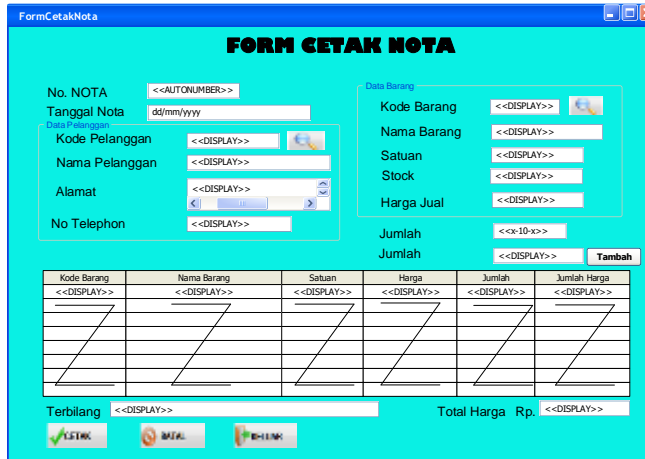 FormCetakNota
FORM CETAK NOTA
No. NOTA <<AUTONUMBER>>
Tanggal Nota dd/mm/yyyy
Data Pelanggan
Kode Pelanggan <<DISPLAY>>
Nama Pelanggan <<DISPLAY>>
Alamat <<DISPLAY>>
No Telephon <<DISPLAY>>
Data Barang
Kode Barang <<DISPLAY>>
Nama Barang <<DISPLAY>>
Satuan <<DISPLAY>>
Stock <<DISPLAY>>
Harga Jual <<DISPLAY>>
Jumlah <<x-10-x>>
Jumlah <<DISPLAY>> Tambah
Kode Barang Nama Barang Satuan Harga Jumlah Jumlah Harga
<<DISPLAY>> <<DISPLAY>> <<DISPLAY>> <<DISPLAY>> <<DISPLAY>> <<DISPLAY>>
Terbilang <<DISPLAY>> Total Harga Rp. <<DISPLAY>>
CETAK BATAL KELUAR